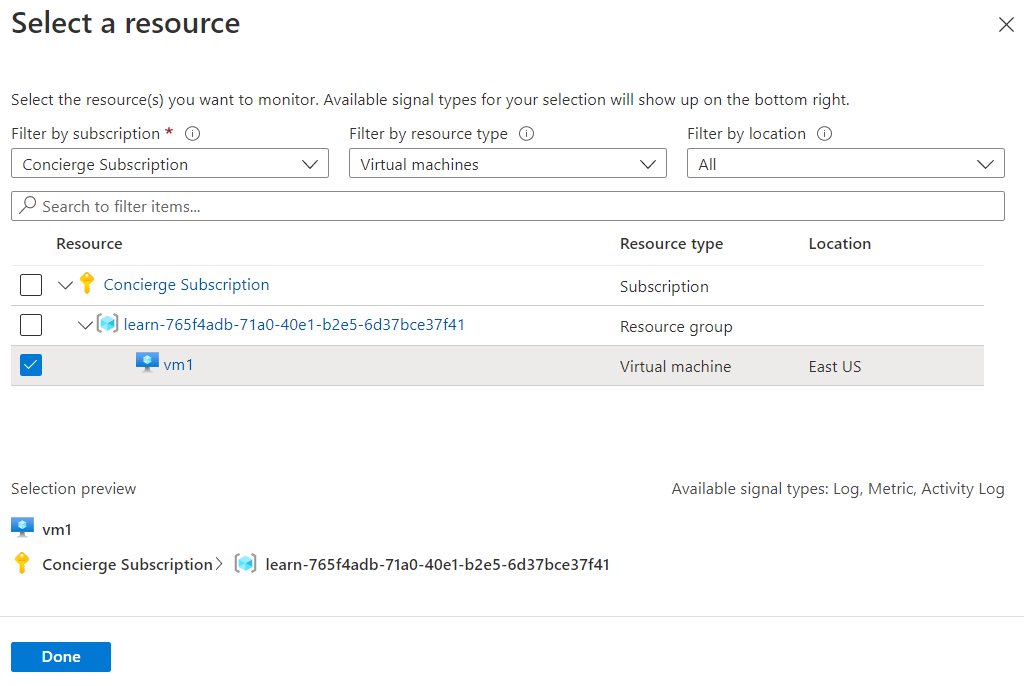 Select a resource
Select the resource(s) you want to monitor. Available signal types for your selection will show up on the bottom right.
Filter by subscription * Filter by resource type Filter by location
Concierge Subscription Virtual machines All
Search to filter items...
Resource Resource type Location
Concierge Subscription Subscription
learn-765f4adb-71a0-40e1-b2e5-6d37bce37f41 Resource group
vm1 Virtual machine East US
Selection preview Available signal types: Log, Metric, Activity Log
vm1
Concierge Subscription > learn-765f4adb-71a0-40e1-b2e5-6d37bce37f41
Done